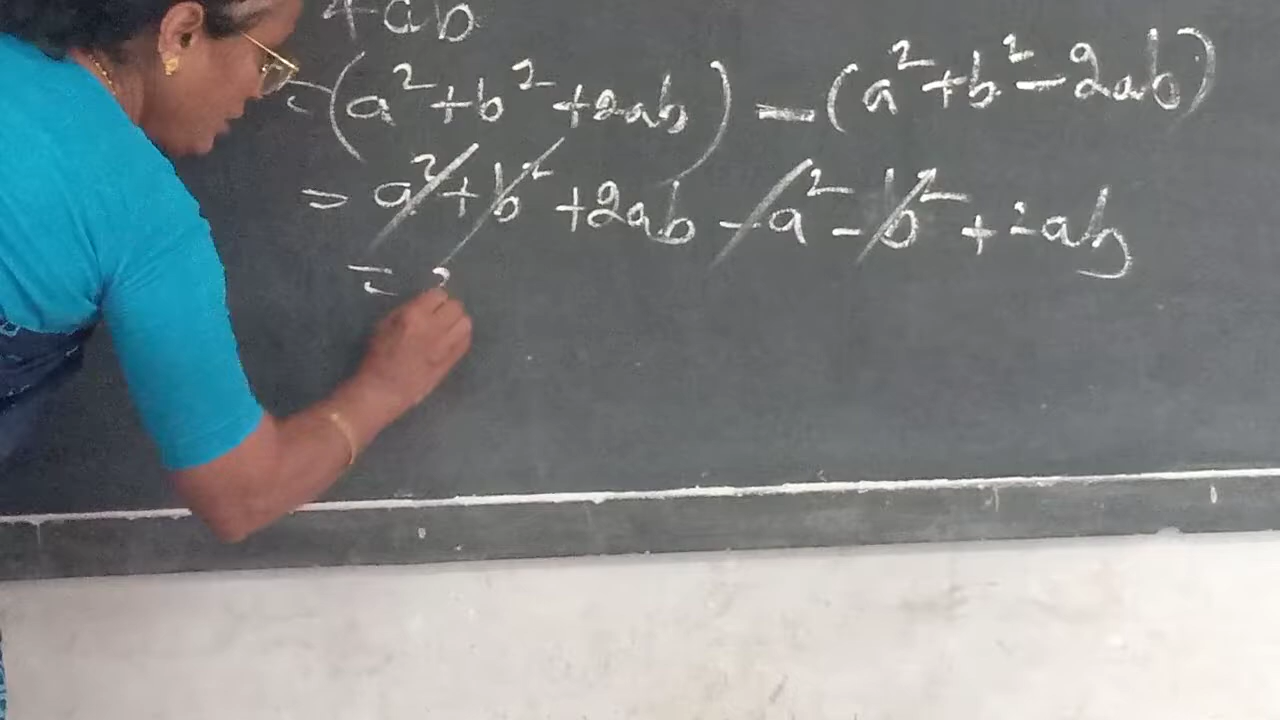 4ab
= (a² + b² + 2ab) - (a² + b² - 2ab)
= a² + b² + 2ab - a² - b² + 2ab
=